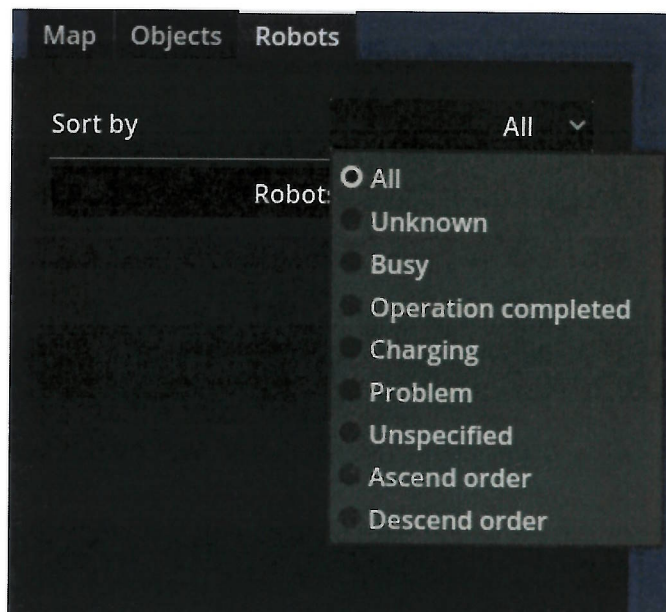 Map Objects Robots
Sort by All
Robots
All
Unknown
Busy
Operation completed
Charging
Problem
Unspecified
Ascend order
Descend order